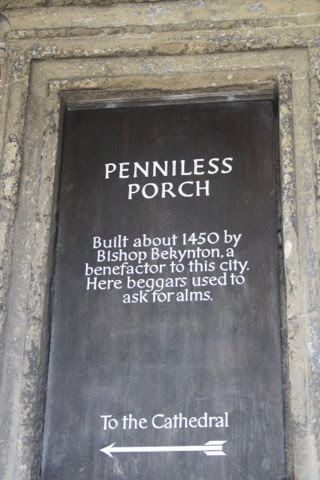 PENNILESS
PORCH
Built about 1450 by
Bishop Bekynton, a
benefactor to this city.
Here beggars used to
ask for alms.
To the Cathedral